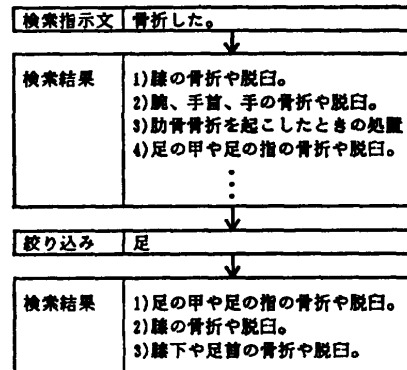 検索指示文 骨折した。
検索結果
1)膝の骨折や脱臼。
2)腕、手首、手の骨折や脱臼。
3)肋骨骨折を起こしたときの処置
4)足の甲や足の指の骨折や脱臼。
絞り込み 足
検索結果
1)足の甲や足の指の骨折や脱臼。
2)膝の骨折や脱臼。
3)膝下や足首の骨折や脱臼。